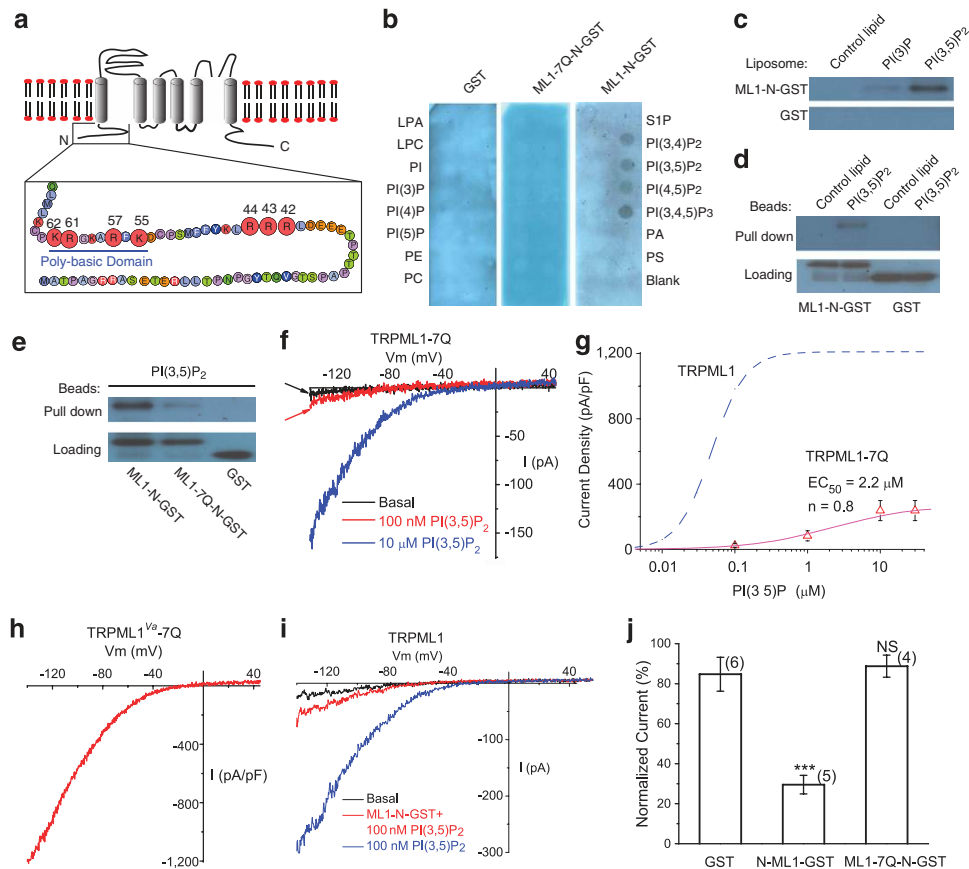 a
N
C
62 61 57 55 44 43 42
K R K R R R
Poly-basic Domain
M A T P A G G
b
GST
ML1-7Q-N-GST
ML1-N-GST
LPA
LPC
PI
PI(3)P
PI(4)P
PI(5)P
PE
PC
S1P
PI(3,4)P2
PI(3,5)P2
PI(4,5)P2
PI(3,4,5)P3
PA
PS
Blank
c
Liposome:
Control lipid
PI(3)P
PI(3,5)P2
ML1-N-GST
GST
d
Beads:
Control lipid
PI(3,5)P2
Control lipid
PI(3,5)P2
Pull down
Loading
ML1-N-GST
GST
e
PI(3,5)P2
Beads:
Pull down
Loading
ML1-N-GST
ML1-7Q-N-GST
GST
f
TRPML1-7Q
Vm (mV)
-120 -80 -40 40
-50
I (pA)
-100
-150
Basal
100 nM PI(3,5)P2
10 μM PI(3,5)P2
g
Current Density (pA/pF)
1,200
800
400
200
0
TRPML1
TRPML1-7Q
EC50 = 2.2 μM
n = 0.8
0.01 0.1 1 10
PI(3 5)P (μM)
h
TRPML1Va-7Q
Vm (mV)
-120 -80 -40 40
-400
I (pA/pF)
-800
-1,200
i
TRPML1
Vm (mV)
-120 -80 -40 40
-100
I (pA)
-200
-300
Basal
ML1-N-GST+
100 nM PI(3,5)P2
100 nM PI(3,5)P2
j
Normalized Current (%)
100
80
60
40
20
0
(6)
***
(5)
NS
(4)
GST
N-ML1-GST
ML1-7Q-N-GST